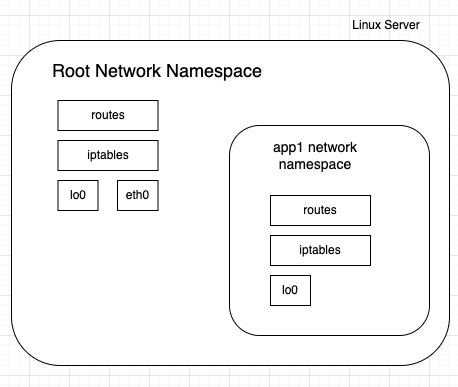 Linux Server
Root Network Namespace
routes
iptables
lo0
eth0
app1 network
namespace
routes
iptables
lo0